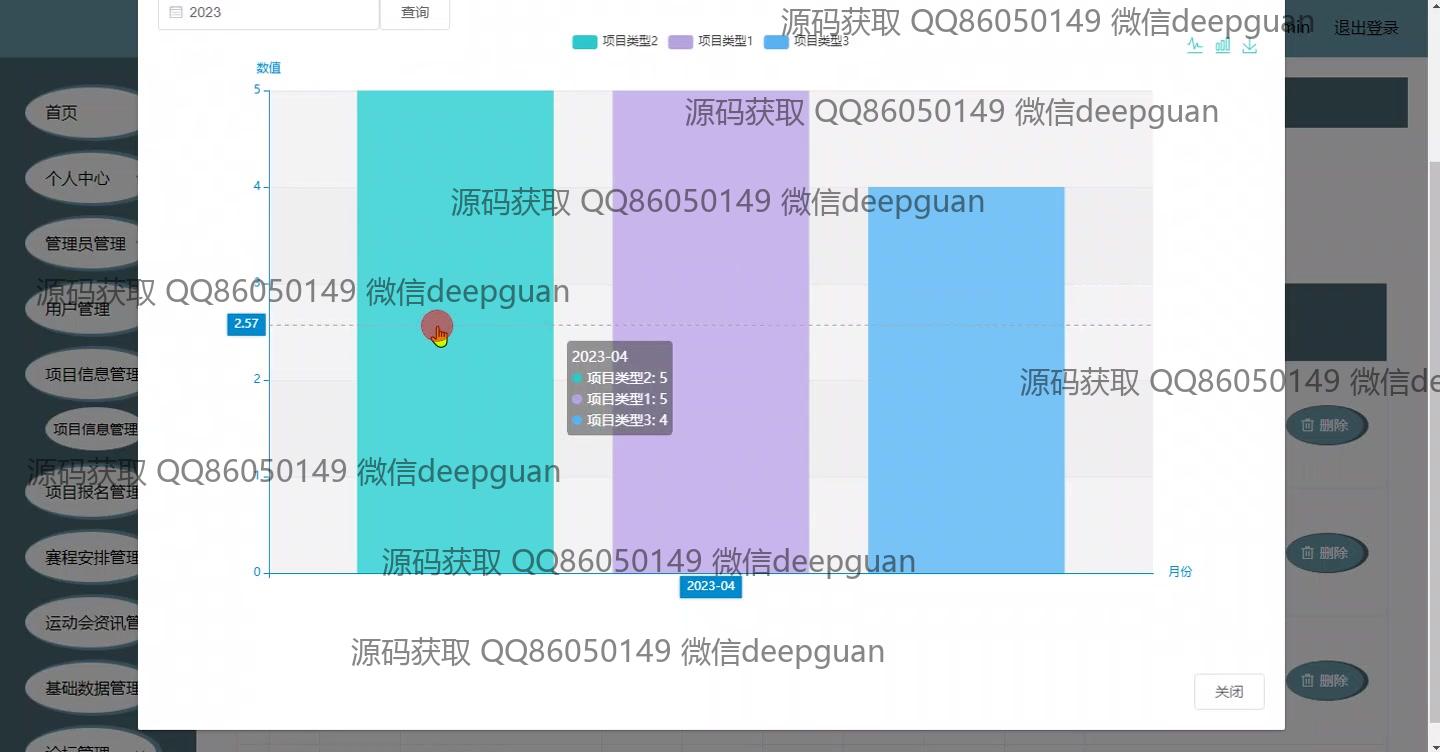 2023
查询
源码获取 QQ86050149 微信deepguan
退出登录
项目类型2
项目类型1
项目类型3
数值
5
首页
源码获取 QQ86050149 微信deepguan
个人中心
4
源码获取 QQ86050149 微信deepguan
管理员管理
3
源码获取 QQ86050149 微信deepguan
用户管理
2.57
2023-04
项目类型2: 5
项目类型1: 5
项目类型3: 4
项目信息管理
2
源码获取 QQ86050149 微信de
项目信息管理
删除
源码获取 QQ86050149 微信deepguan
1
项目报名管理
赛程安排管理
删除
源码获取 QQ86050149 微信deepguan
0
月份
2023-04
运动会资讯管
源码获取 QQ86050149 微信deepguan
基础数据管理
删除
关闭
论坛管理